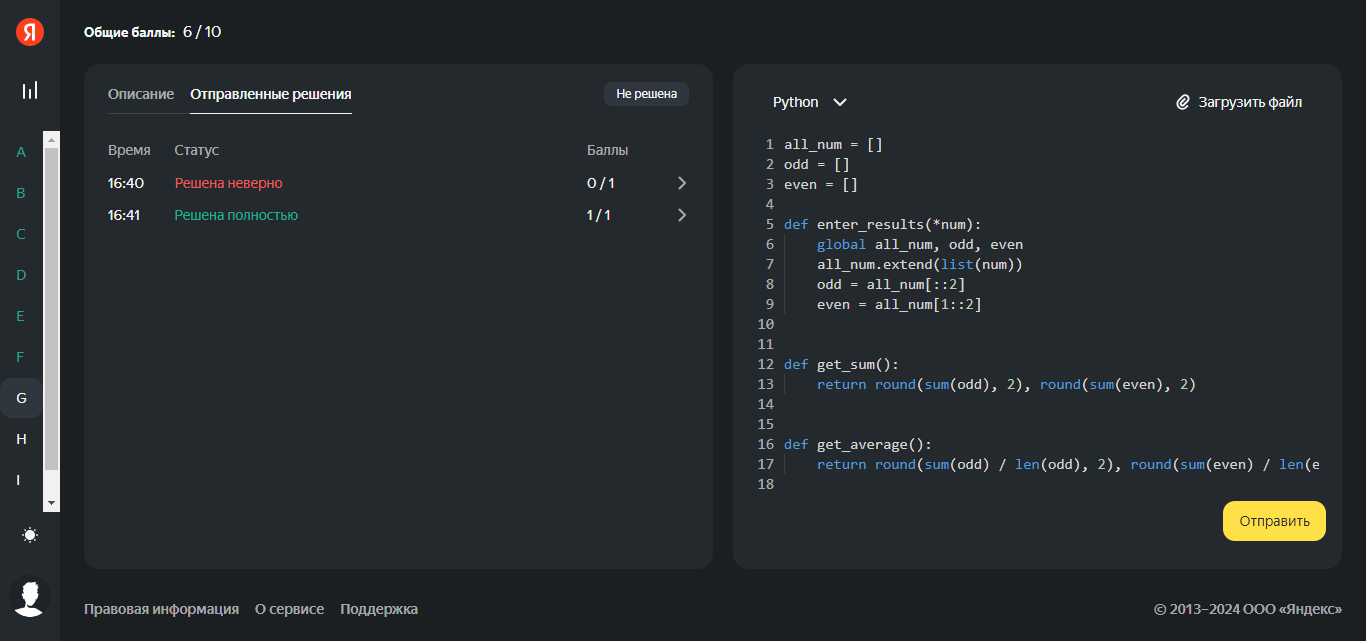 Я
Общие баллы: 6 / 10
A
B
C
D
E
F
G
H
I
Описание Отправленные решения Не решена
Время Статус Баллы
16:40 Решена неверно 0 / 1
16:41 Решена полностью 1 / 1
Python Загрузить файл
1 all_num = []
2 odd = []
3 even = []
4
5 def enter_results(*num):
6 global all_num, odd, even
7 all_num.extend(list(num))
8 odd = all_num[::2]
9 even = all_num[1::2]
10
11
12 def get_sum():
13 return round(sum(odd), 2), round(sum(even), 2)
14
15
16 def get_average():
17 return round(sum(odd) / len(odd), 2), round(sum(even) / len(e
18
Отправить
Правовая информация О сервисе Поддержка © 2013–2024 ООО «Яндекс»